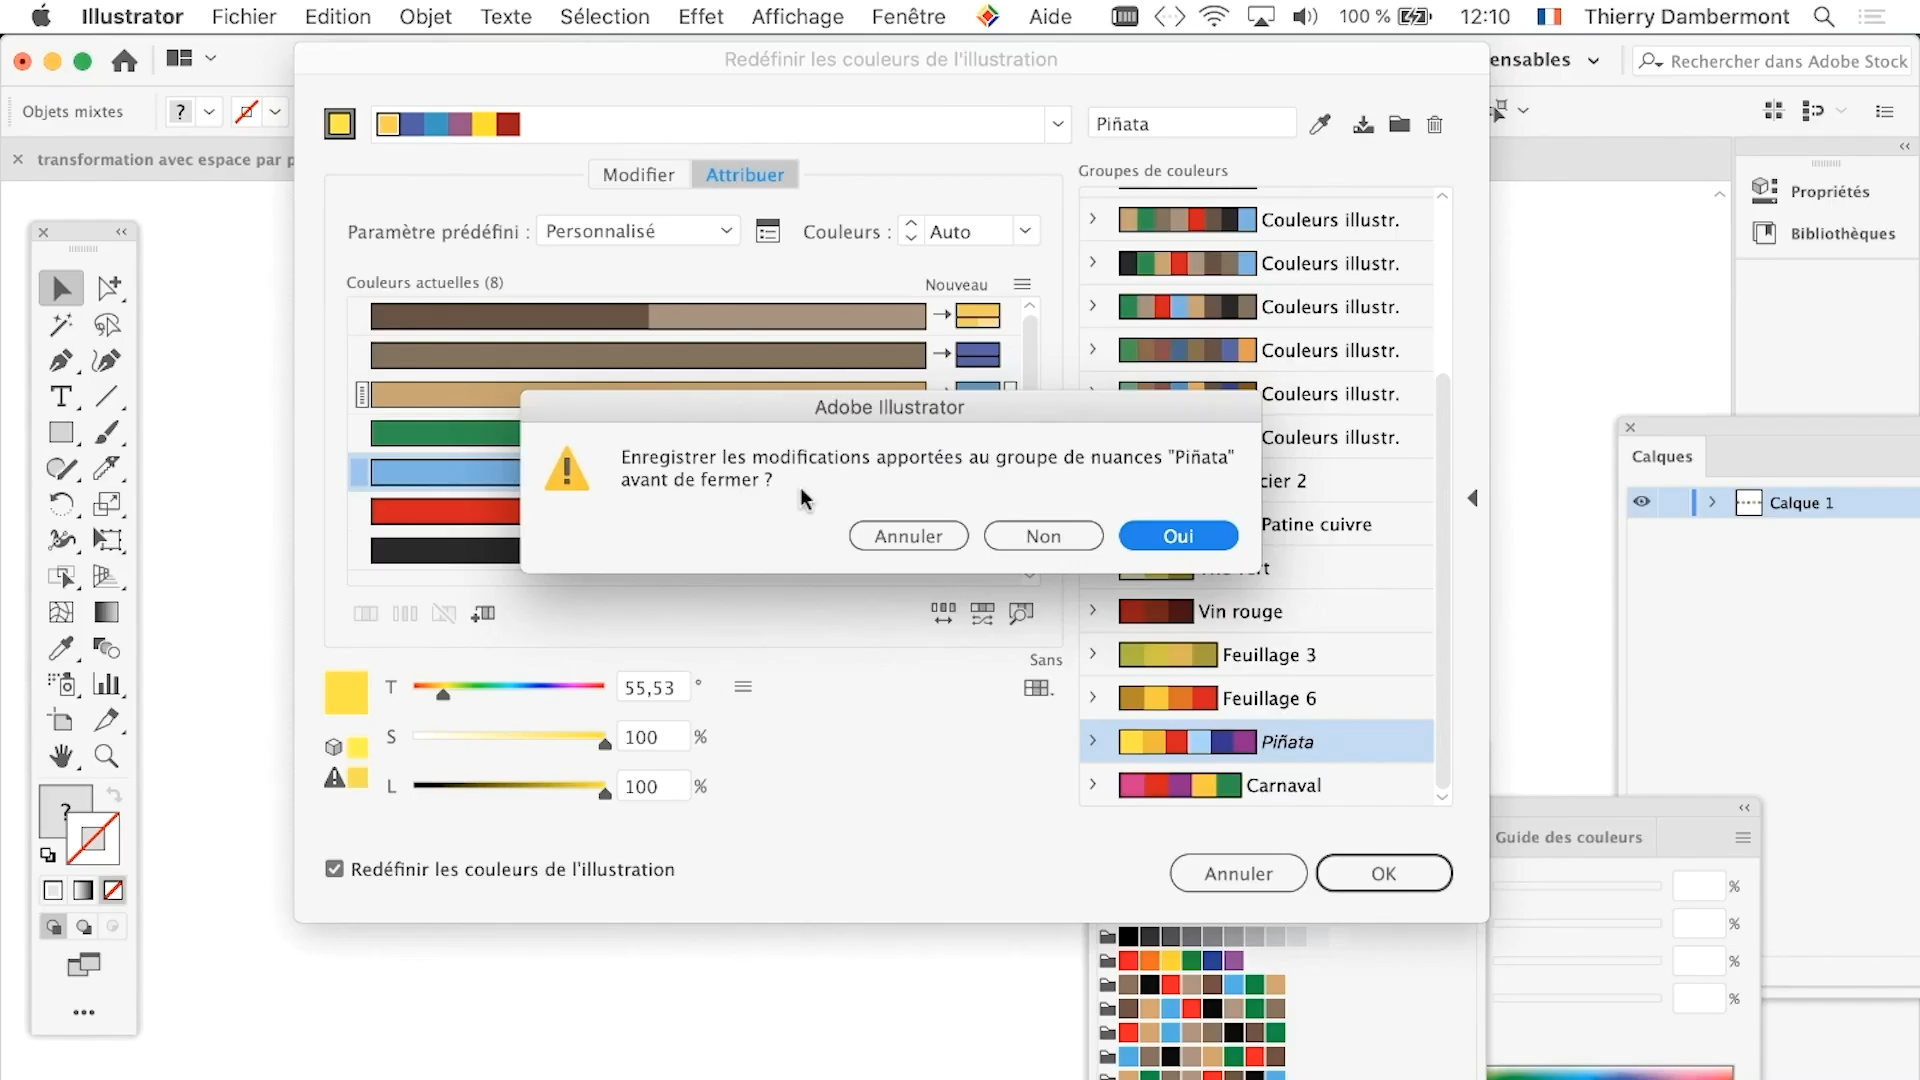 Illustrator Fichier Edition Objet Texte Sélection Effet Affichage Fenêtre Aide 100 % 12:10 Thierry Dambermont
Redéfinir les couleurs de l'illustration
ensables
Rechercher dans Adobe Stock
Objets mixtes
?
Piñata
transformation avec espace par p
Modifier
Attribuer
Groupes de couleurs
Propriétés
Bibliothèques
Paramètre prédéfini :
Personnalisé
Couleurs :
Auto
Couleurs actuelles (8)
Nouveau
Couleurs illustr.
Couleurs illustr.
Couleurs illustr.
Couleurs illustr.
Couleurs illustr.
Couleurs illustr.
cier 2
Patine cuivre
Vin rouge
Feuillage 3
Feuillage 6
Piñata
Carnaval
Adobe Illustrator
Enregistrer les modifications apportées au groupe de nuances "Piñata"
avant de fermer ?
Annuler
Non
Oui
Calques
Calque 1
Sans
T 55,53 °
S 100 %
L 100 %
?
Redéfinir les couleurs de l'illustration
Annuler
OK
Guide des couleurs
%
%
%
%